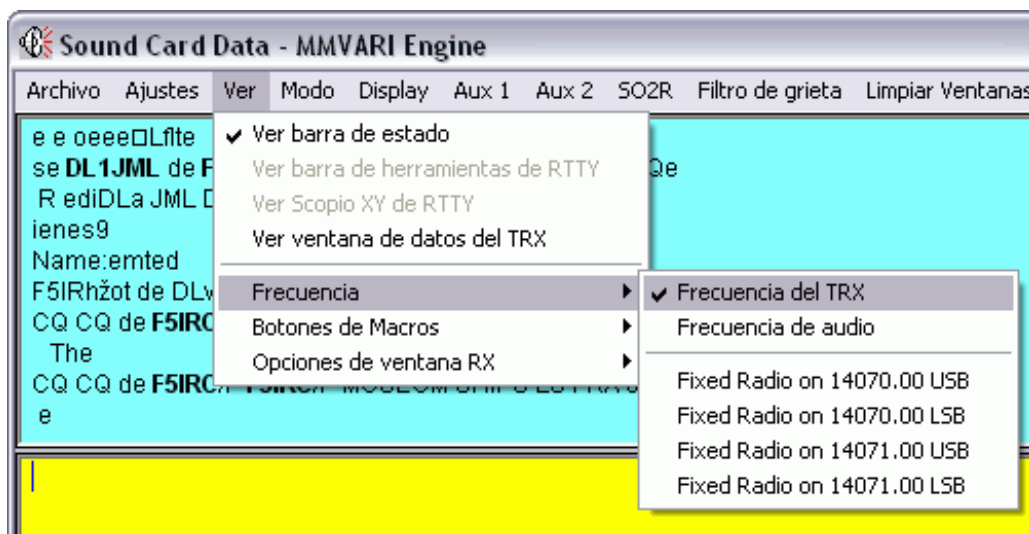 Sound Card Data - MMVARI Engine
Archivo Ajustes Ver Modo Display Aux 1 Aux 2 SO2R Filtro de grieta Limpiar Ventanas
e e oeee□Lflte
se DL1JML de F
Qe
R ediDLa JML D
ienes9
Name:emted
F5IRhžot de DLv
CQ CQ de F5IRC
The
CQ CQ de F5IRC
e
Ver barra de estado
Ver barra de herramientas de RTTY
Ver Scopio XY de RTTY
Ver ventana de datos del TRX
Frecuencia
Botones de Macros
Opciones de ventana RX
Frecuencia del TRX
Frecuencia de audio
Fixed Radio on 14070.00 USB
Fixed Radio on 14070.00 LSB
Fixed Radio on 14071.00 USB
Fixed Radio on 14071.00 LSB